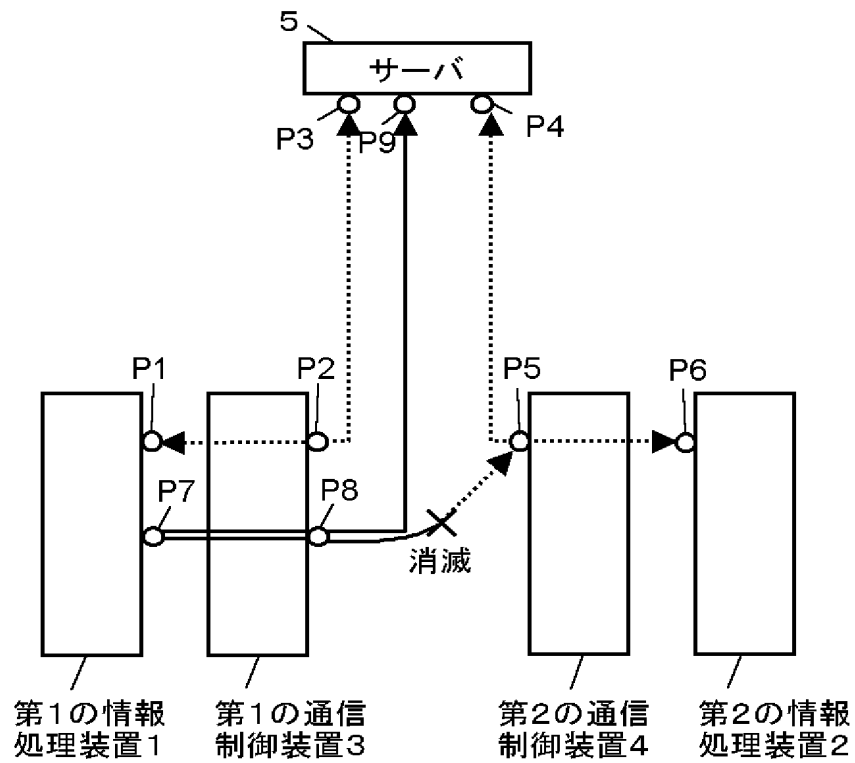 5
サーバ
P3
P9
P4
P1
P2
P5
P6
P7
P8
消滅
第1の情報
処理装置1
第1の通信
制御装置3
第2の通信
制御装置4
第2の情報
処理装置2